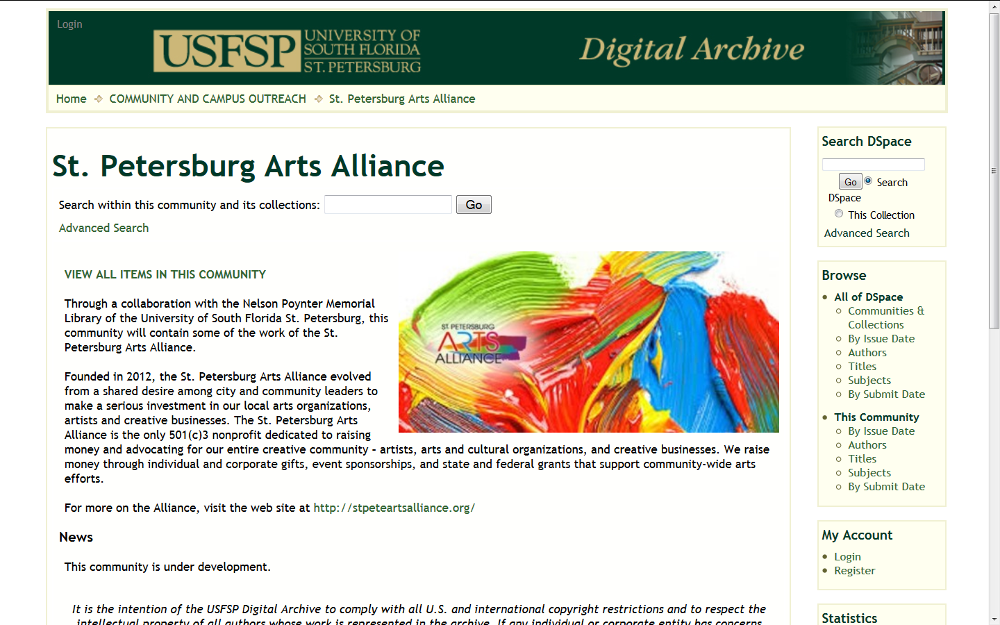 Login
USFSP
UNIVERSITY OF
SOUTH FLORIDA
ST. PETERSBURG
Digital Archive
Home
COMMUNITY AND CAMPUS OUTREACH
St. Petersburg Arts Alliance
St. Petersburg Arts Alliance
Search within this community and its collections:
Go
Advanced Search
VIEW ALL ITEMS IN THIS COMMUNITY
Through a collaboration with the Nelson Poynter Memorial
Library of the University of South Florida St. Petersburg, this
community will contain some of the work of the St.
Petersburg Arts Alliance.
ST. PETERSBURG
ARTS
ALLIANCE
Founded in 2012, the St. Petersburg Arts Alliance evolved
from a shared desire among city and community leaders to
make a serious investment in our local arts organizations,
artists and creative businesses. The St. Petersburg Arts
Alliance is the only 501(c)3 nonprofit dedicated to raising
money and advocating for our entire creative community – artists, arts and cultural organizations, and creative businesses. We raise
money through individual and corporate gifts, event sponsorships, and state and federal grants that support community-wide arts
efforts.
For more on the Alliance, visit the web site at http://stpeteartsalliance.org/
News
This community is under development.
It is the intention of the USFSP Digital Archive to comply with all U.S. and international copyright restrictions and to respect the
intellectual property of all authors whose work is represented in the archive. If any individual or corporate entity has concerns
Search DSpace
Go
Search
DSpace
This Collection
Advanced Search
Browse
All of DSpace
Communities &
Collections
By Issue Date
Authors
Titles
Subjects
By Submit Date
This Community
By Issue Date
Authors
Titles
Subjects
By Submit Date
My Account
Login
Register
Statistics